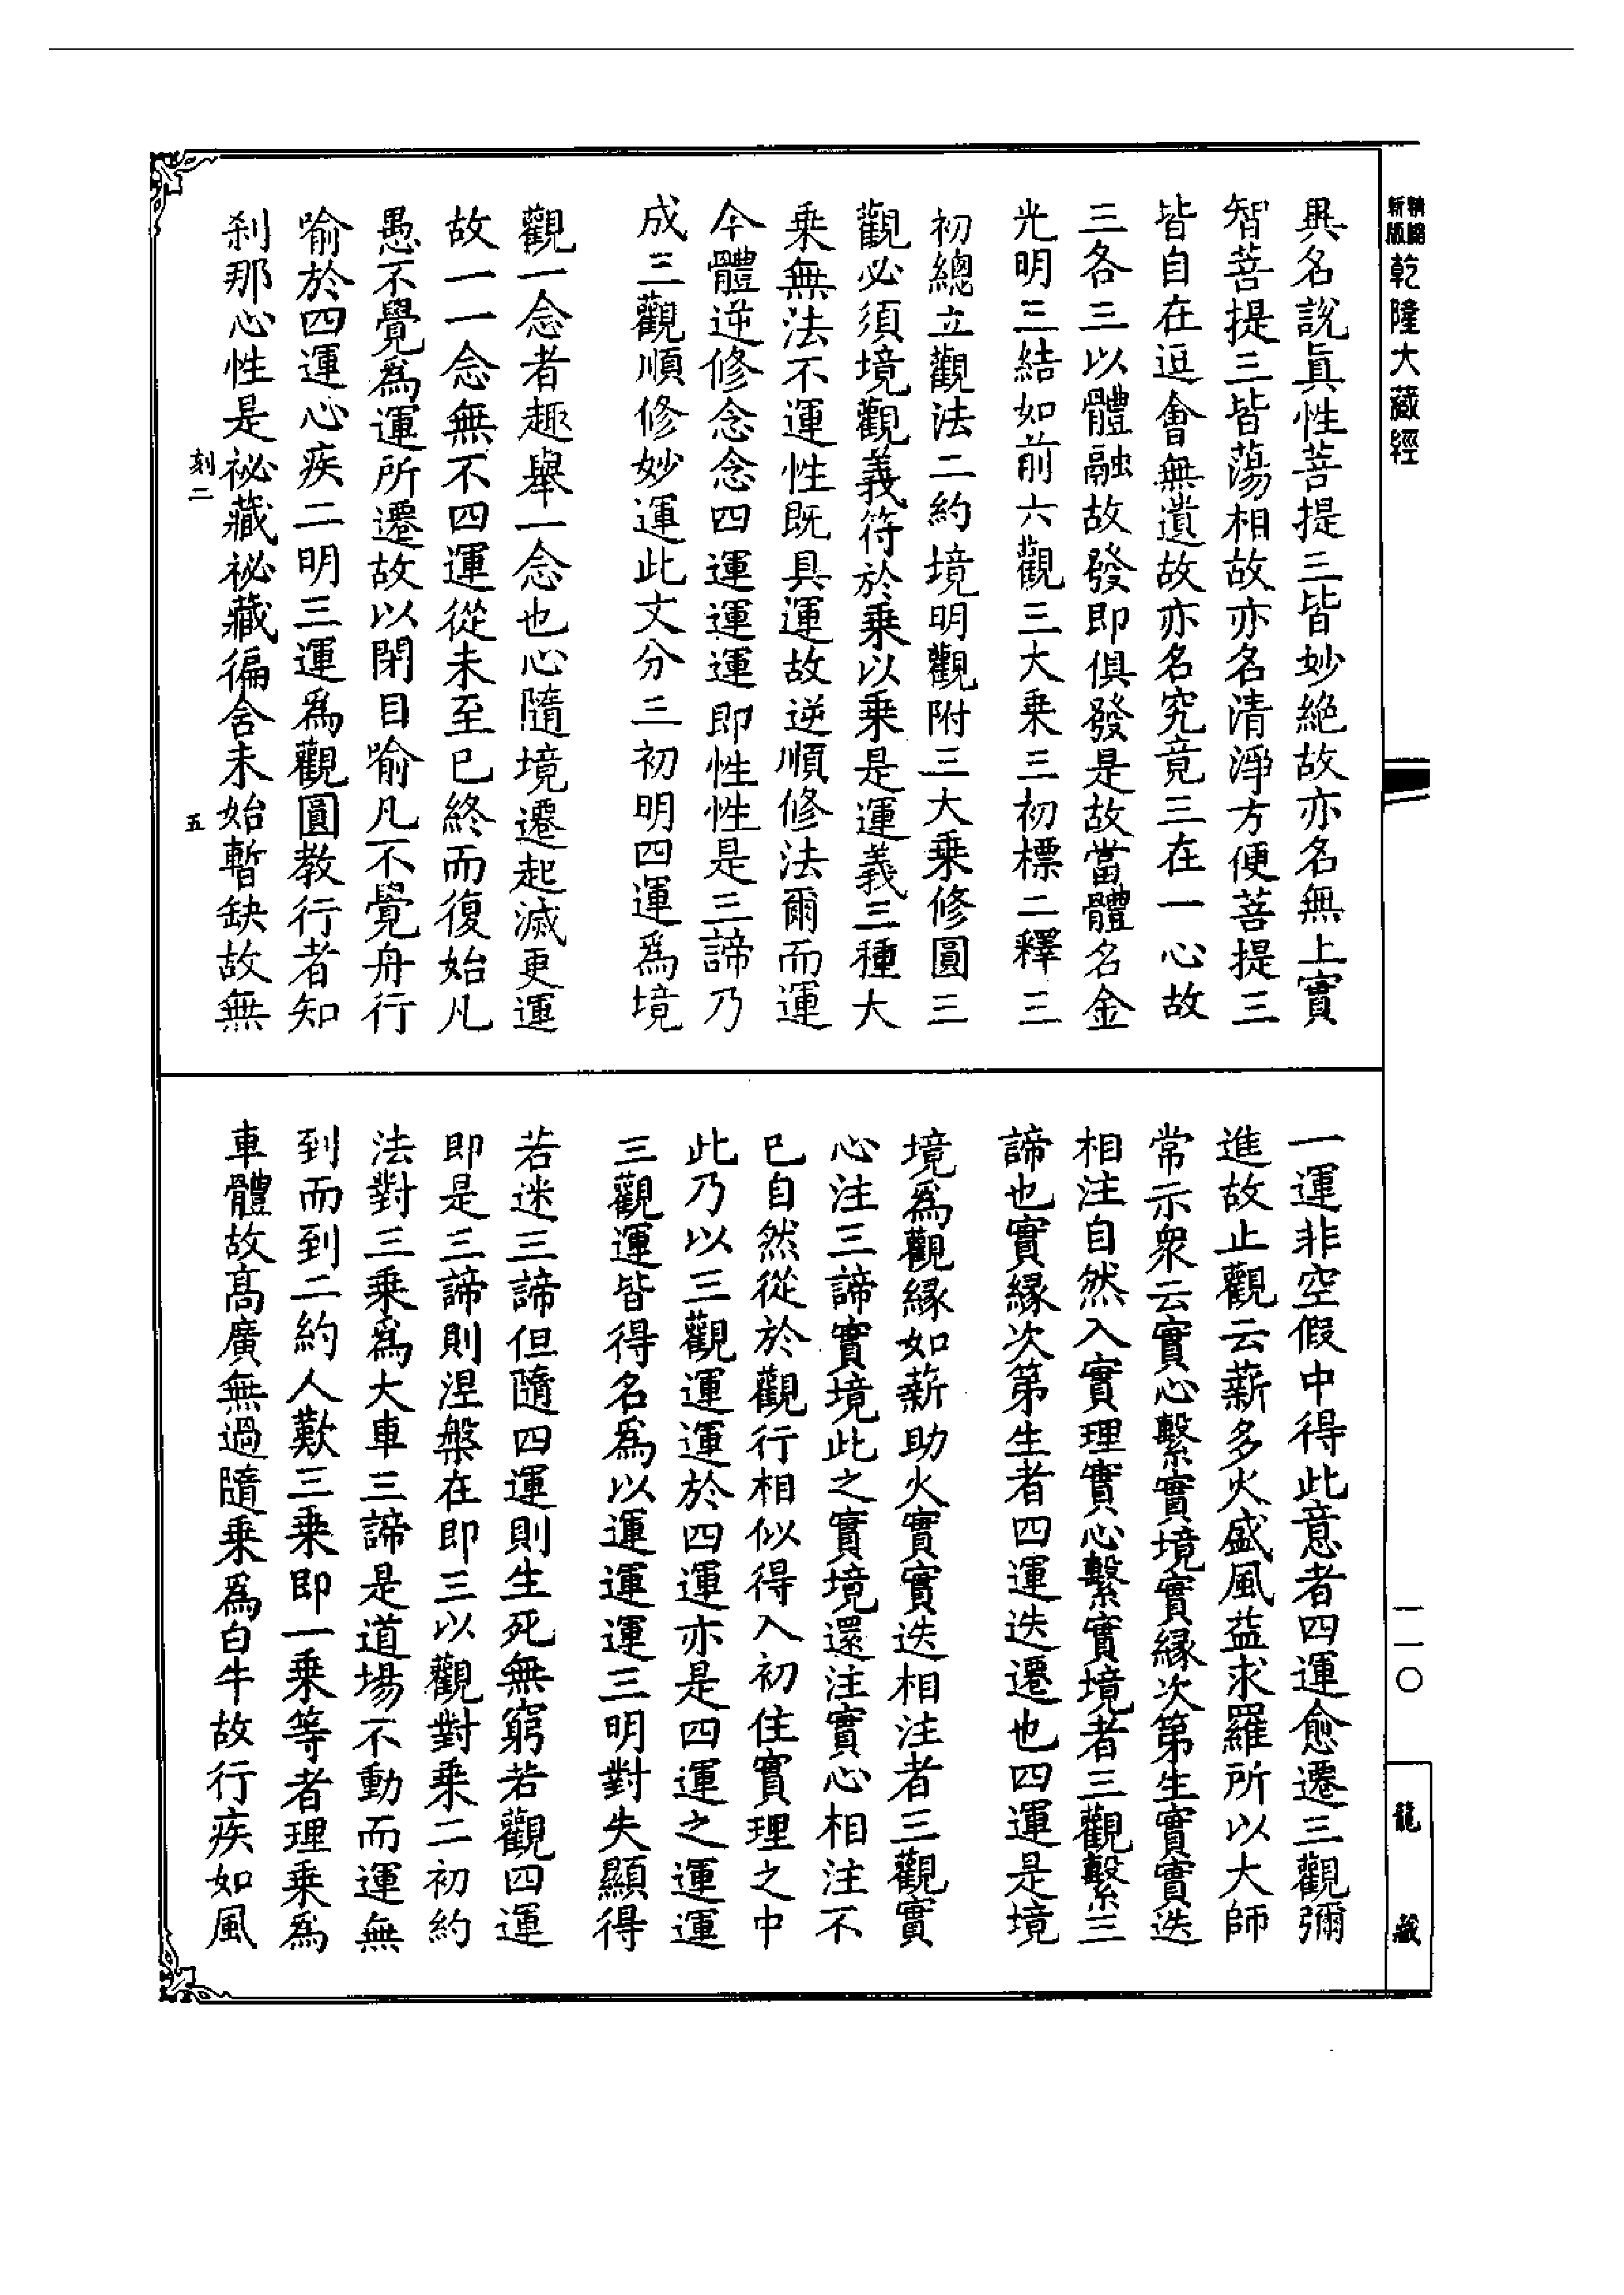 新版
精縮
乾隆大藏經
異名說眞性菩提三皆妙絕故亦名無上實
智菩提三皆蕩相故亦名清淨方便菩提三
皆自在逗會無遺故亦名究竟三在一心故
三各三以體融故發即俱發是故當體名金
光明三結如前六觀三大乘三初標二釋三
初總立觀法二約境明觀附三大乘修圓三
觀必須境觀義符於乘以乘是運義三種大
乘無法不運性既具運故逆順修法爾而運
今體逆修念念四運運運即性性是三諦乃
成三觀順修妙運此文分三初明四運爲境
觀一念者趣舉一念也心隨境遷起滅更運
故一一念無不四運從未至已終而復始凡
愚不覺爲運所遷故以閉目喻凡不覺舟行
喻於四運心疾二明三運爲觀圓教行者知
剎那心性是祕藏祕藏徧含未始暫缺故無
刻二
五
一運非空假中得此意者四運愈遷三觀彌
進故止觀云薪多火盛風益求羅所以大師
常示衆云實心繫實境實緣次第生實實迭
相注自然入實理實心繫實境者三觀繫三
諦也實緣次第生者四運迭遷也四運是境
境爲觀緣如薪助火實實迭相注者三觀實
心注三諦實境此之實境還注實心相注不
已自然從於觀行相似得入初住實理之中
此乃以三觀運運於四運亦是四運之運運
三觀運皆得名爲以運運運三明對失顯得
若迷三諦但隨四運則生死無窮若觀四運
即是三諦則涅槃在即三以觀對乘二初約
法對三乘爲大車三諦是道場不動而運無
到而到二約人歎三乘即一乘等者理乘爲
車體故高廣無過隨乘爲白牛故行疾如風
一一〇
龍藏